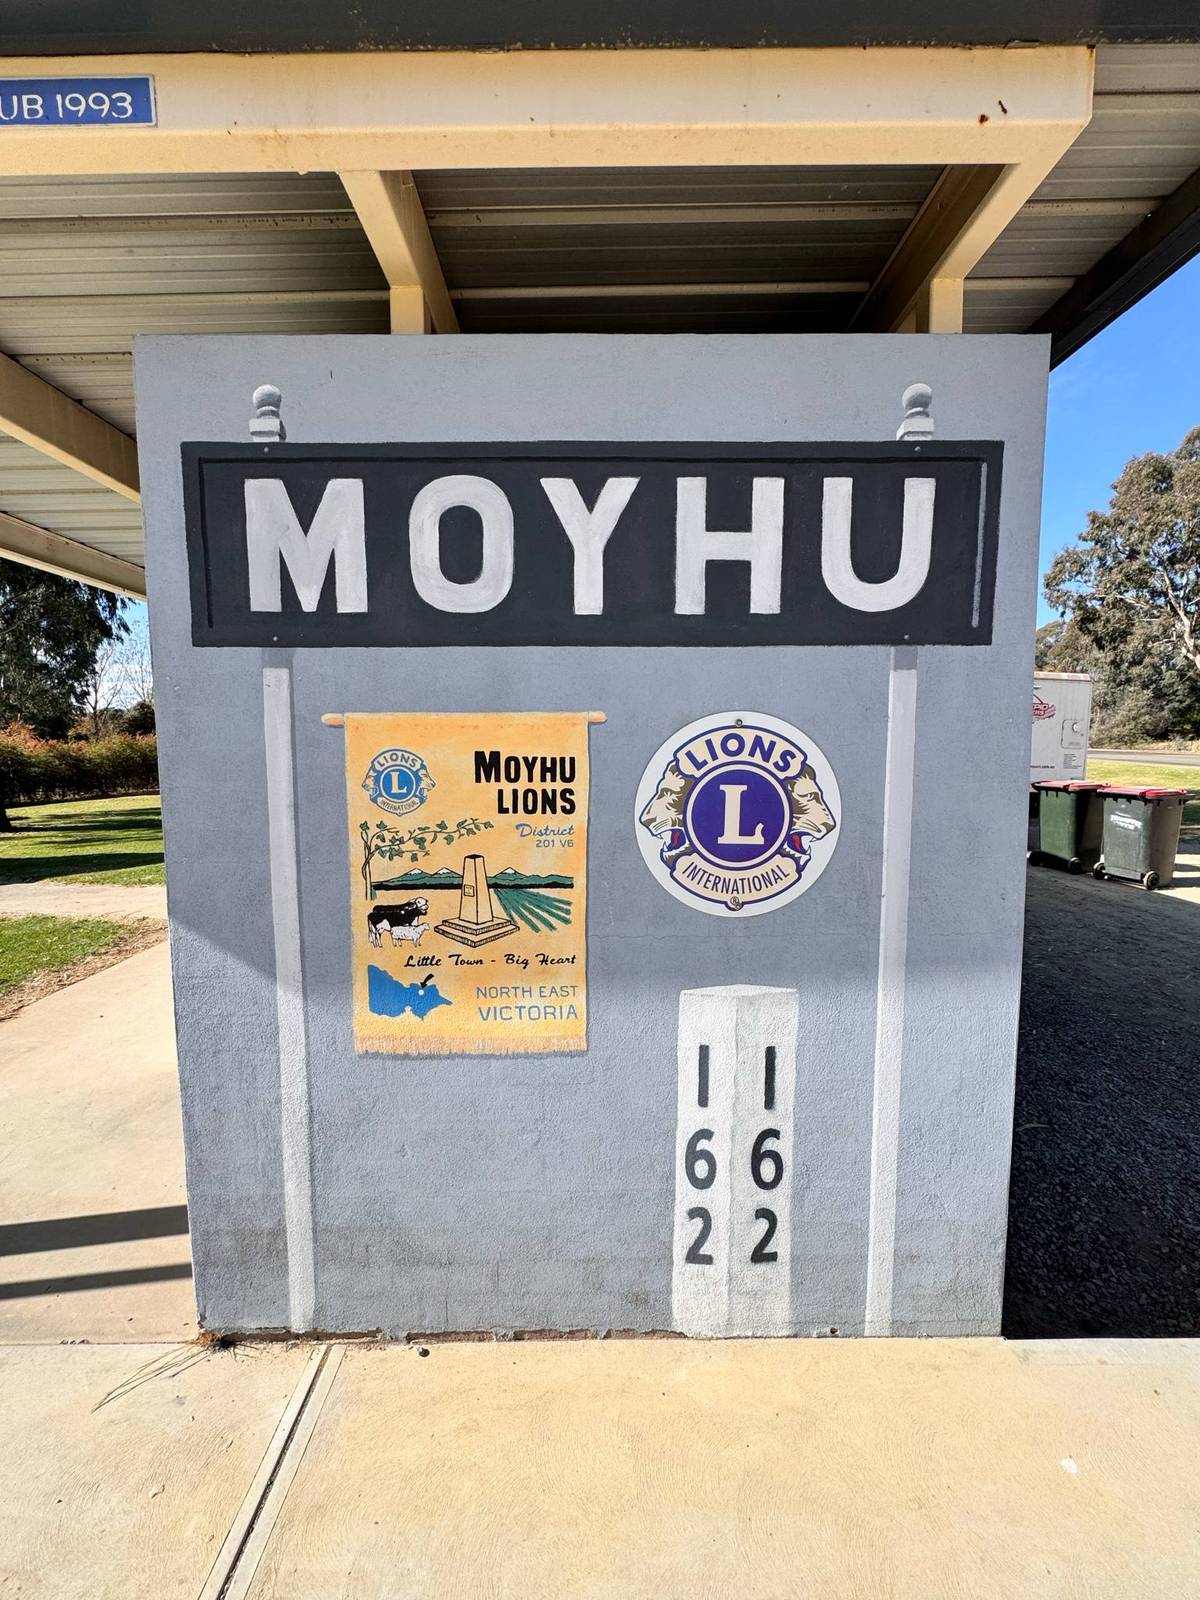 UB 1993
MOYHU
LIONS
L
INTERNATIONAL
MOYHU
LIONS
District
201 V6
Little Town - Big Heart
NORTH EAST
VICTORIA
LIONS
L
INTERNATIONAL
®
1 1
6 6
2 2